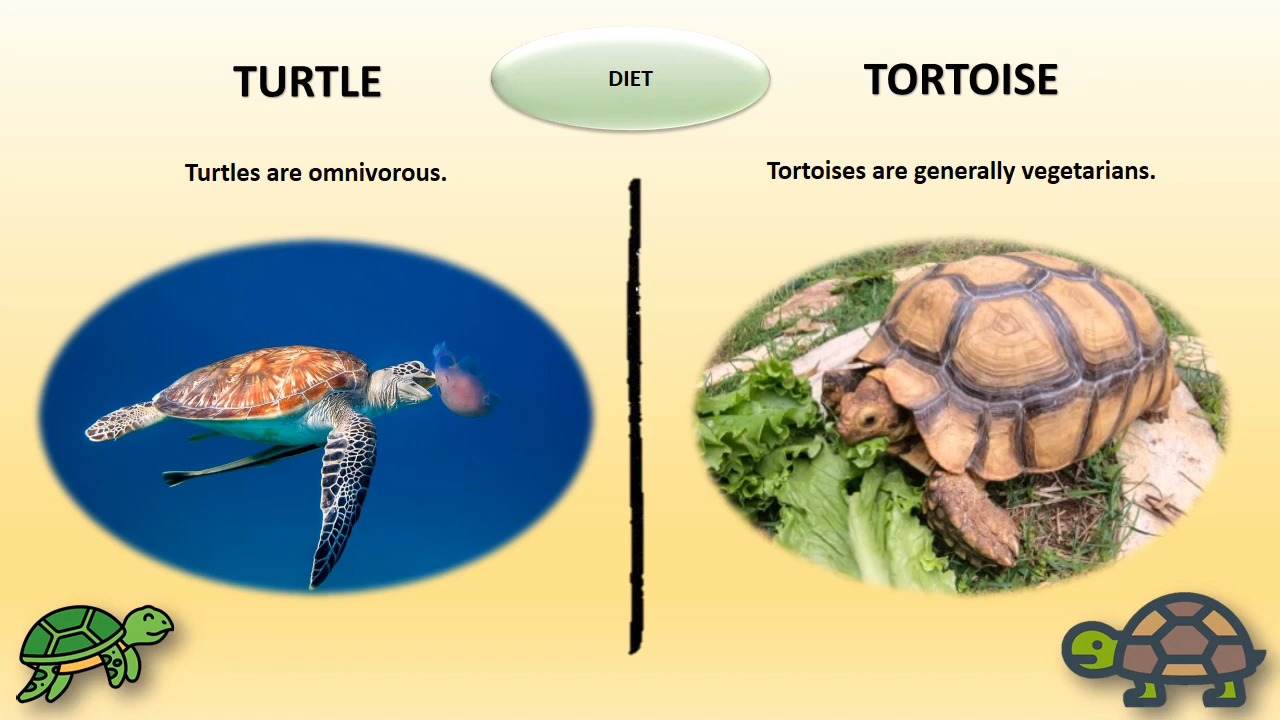 TURTLE
DIET
TORTOISE
Turtles are omnivorous.
Tortoises are generally vegetarians.